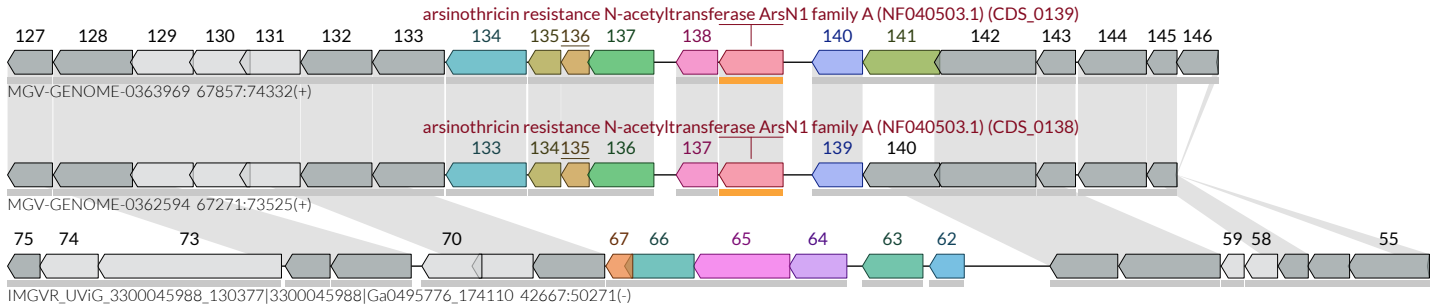 arsinothricin resistance N-acetyltransferase ArsN1 family A (NF040503.1) (CDS_0139)
127 128 129 130 131 132 133 134 135 136 137 138 140 141 142 143 144 145 146
MGV-GENOME-0363969 67857:74332(+)
arsinothricin resistance N-acetyltransferase ArsN1 family A (NF040503.1) (CDS_0138)
133 134 135 136 137 139 140
MGV-GENOME-0362594 67271:73525(+)
75 74 73 70 67 66 65 64 63 62 59 58 55
IMGVR_UViG_3300045988_130377|3300045988|Ga0495776_174110 42667:50271(-)